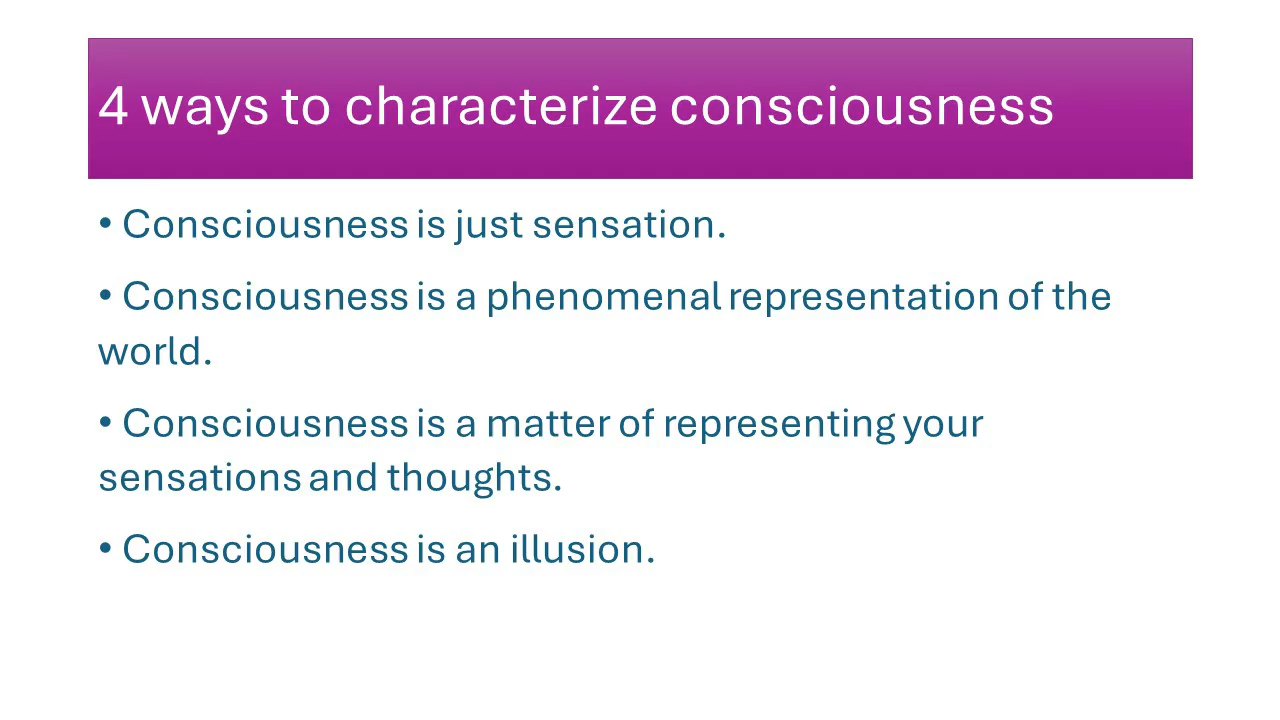 4 ways to characterize consciousness
• Consciousness is just sensation.
• Consciousness is a phenomenal representation of the
world.
• Consciousness is a matter of representing your
sensations and thoughts.
• Consciousness is an illusion.